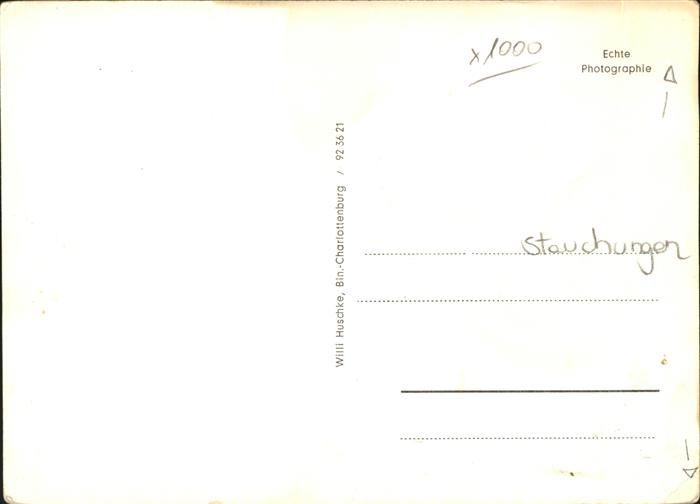 x1000
Echte
Photographie
Willi Huschke, Bln.-Charlottenburg / 92 36 21
Stauchungen